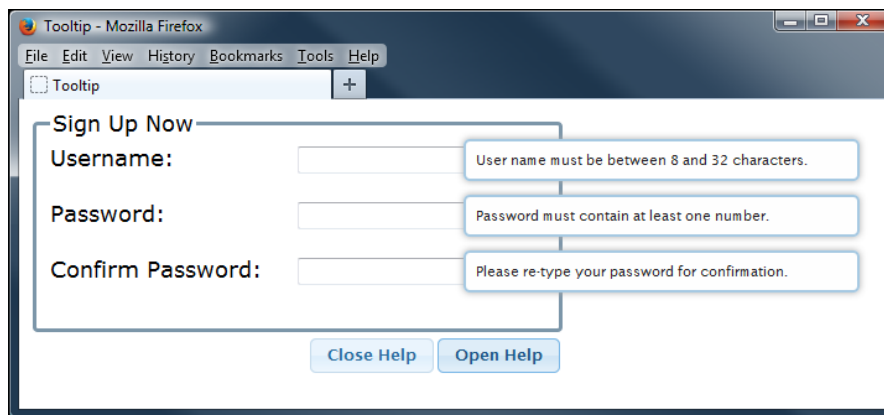 Tooltip - Mozilla Firefox
File Edit View History Bookmarks Tools Help
Tooltip
Sign Up Now
Username:
User name must be between 8 and 32 characters.
Password:
Password must contain at least one number.
Confirm Password:
Please re-type your password for confirmation.
Close Help Open Help